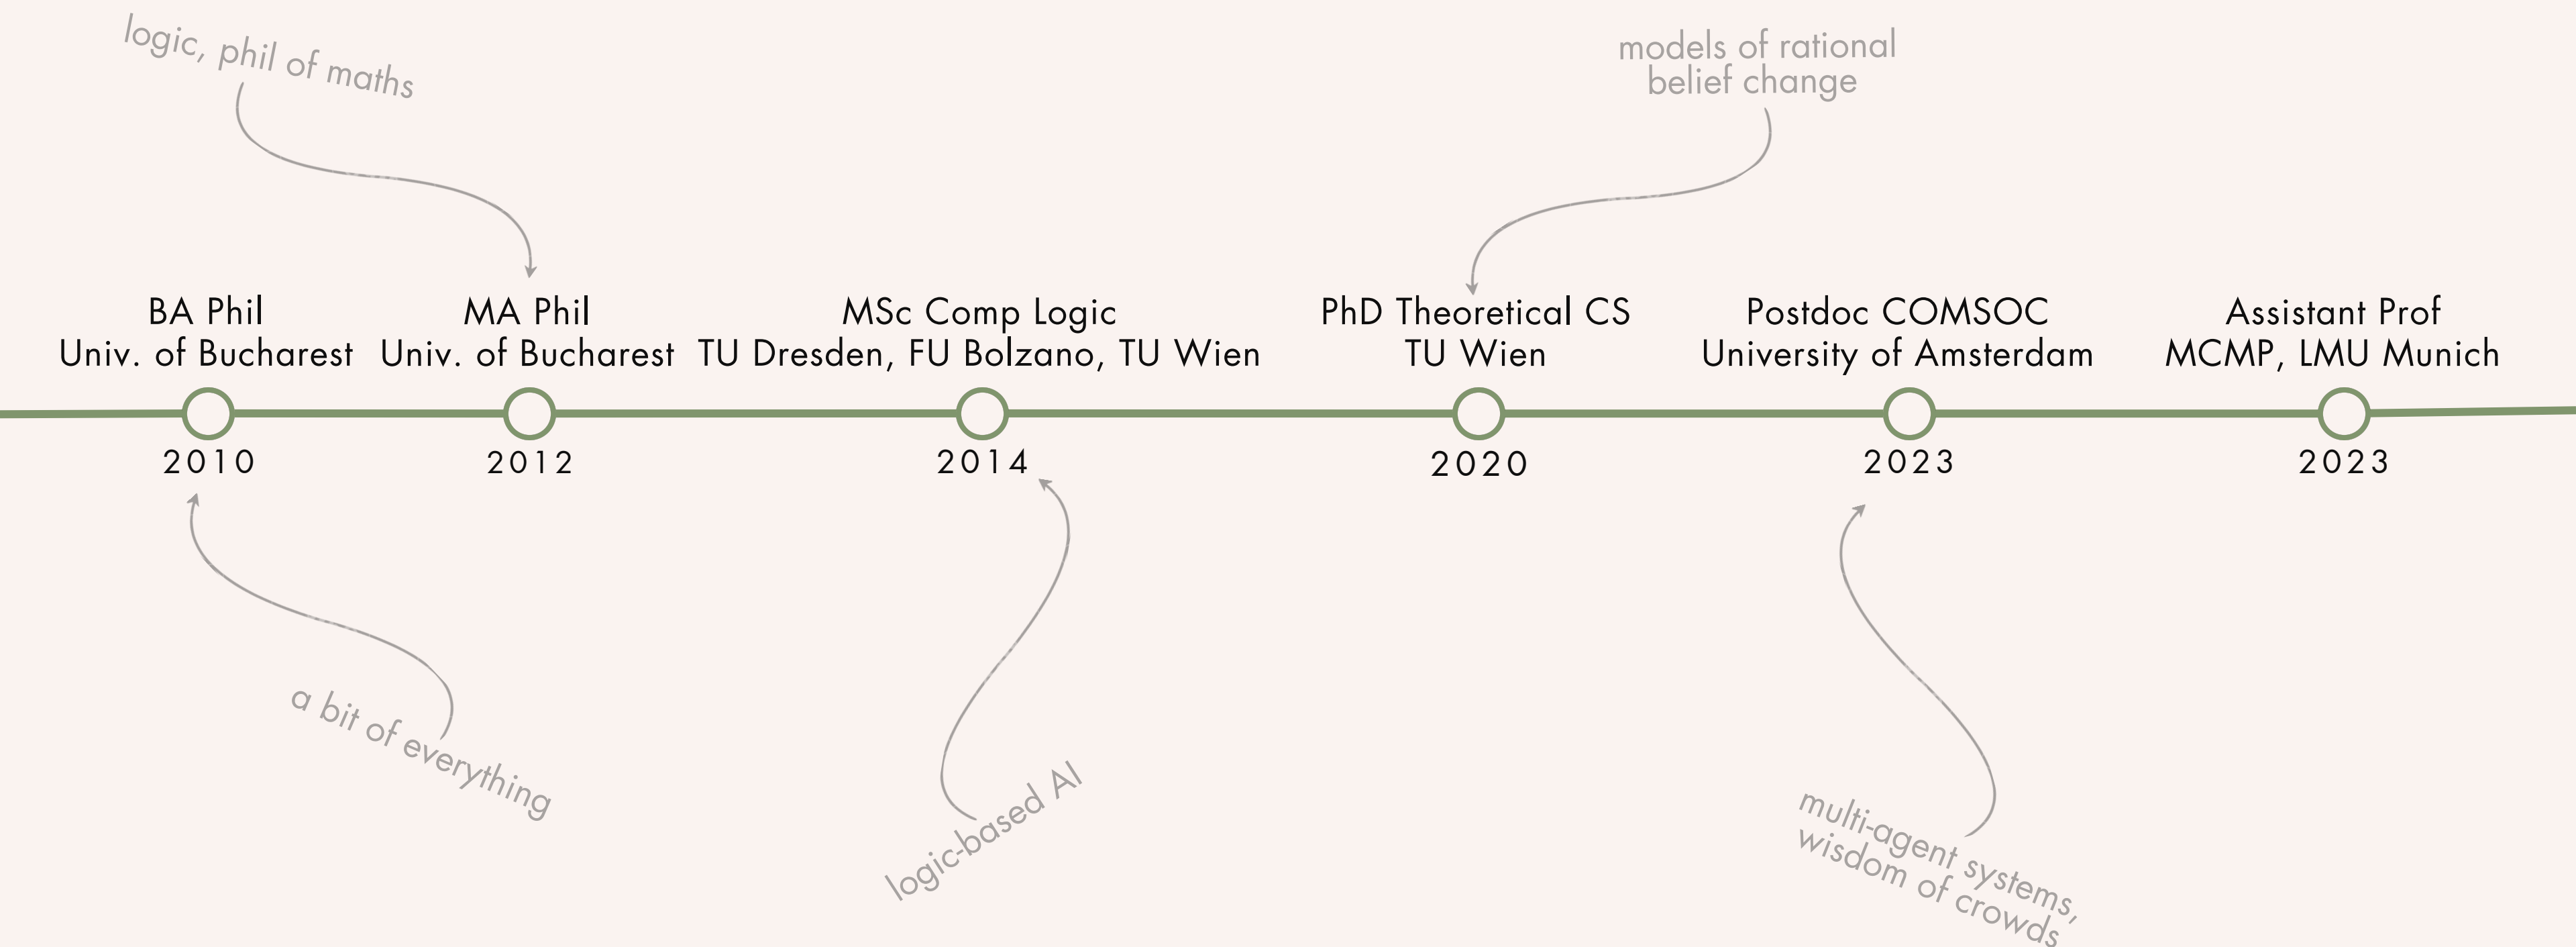 logic, phil of maths
models of rational
belief change
BA Phil
Univ. of Bucharest
MA Phil
Univ. of Bucharest
MSc Comp Logic
TU Dresden, FU Bolzano, TU Wien
PhD Theoretical CS
TU Wien
Postdoc COMSOC
University of Amsterdam
Assistant Prof
MCMP, LMU Munich
2010
2012
2014
2020
2023
2023
a bit of everything
logic-based AI
multi-agent systems,
wisdom of crowds